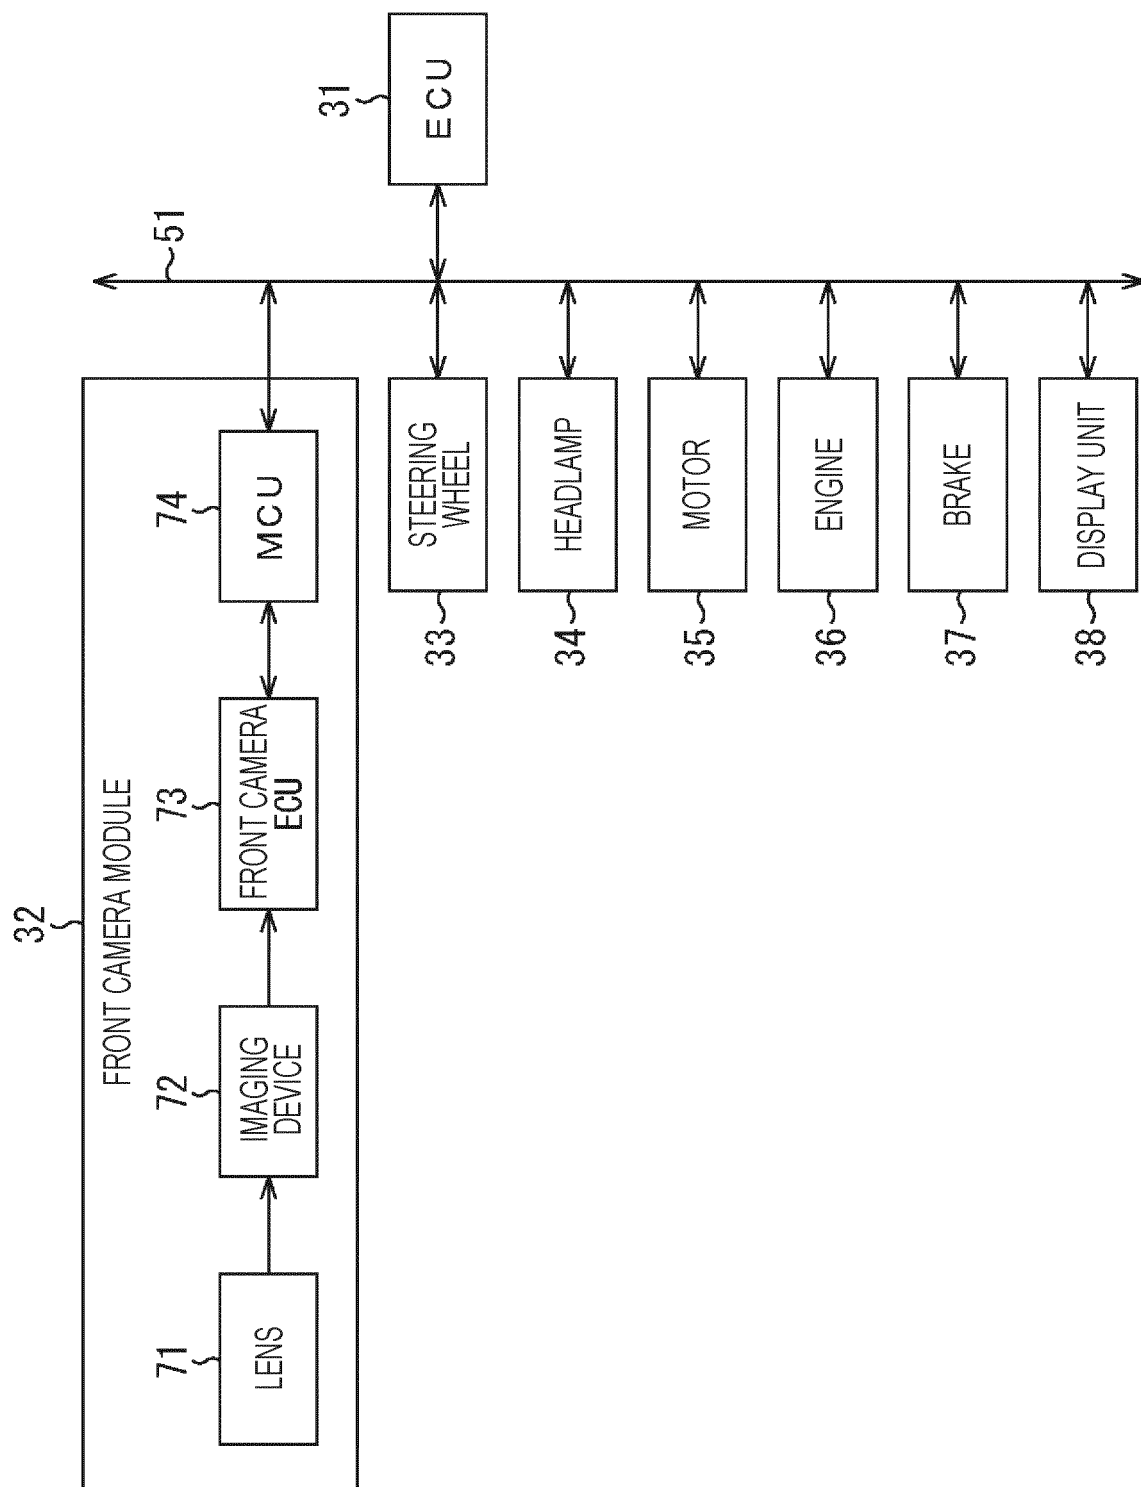 32
FRONT CAMERA MODULE
71
LENS
72
IMAGING
DEVICE
73
FRONT CAMERA
ECU
74
MCU
51
31
ECU
33
STEERING
WHEEL
34
HEADLAMP
35
MOTOR
36
ENGINE
37
BRAKE
38
DISPLAY UNIT